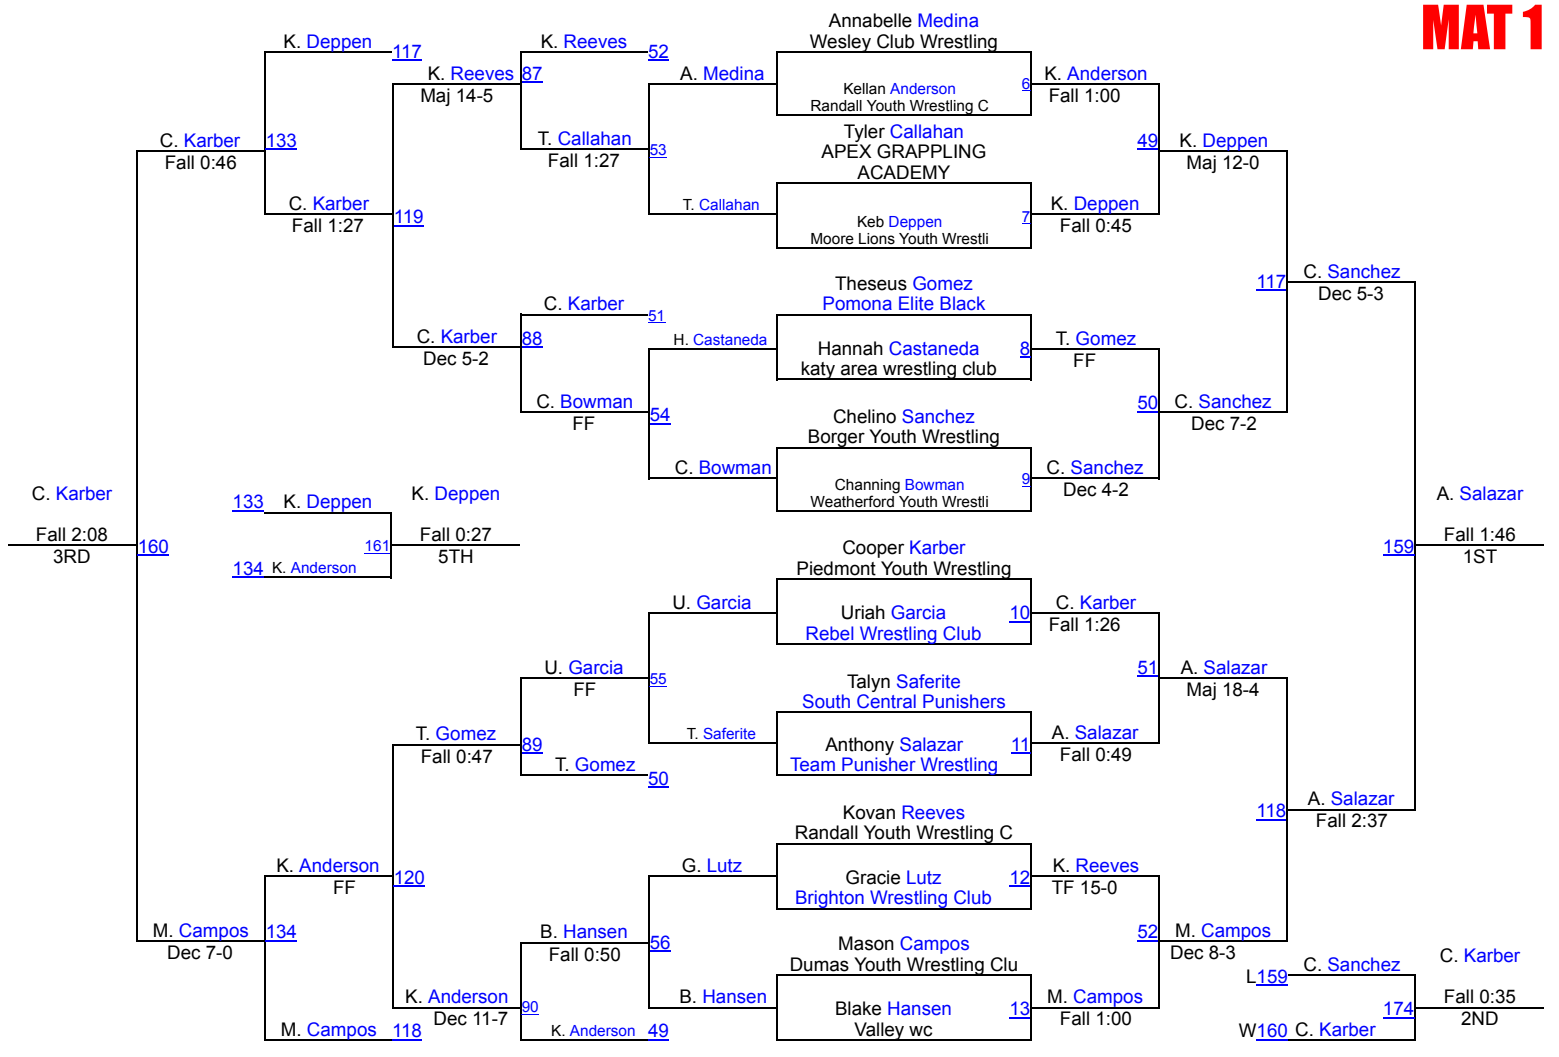 MAT 1
Annabelle Medina
Wesley Club Wrestling
Kellan Anderson
Randall Youth Wrestling C
6
Tyler Callahan
APEX GRAPPLING
ACADEMY
Keb Deppen
Moore Lions Youth Wrestli
7
Theseus Gomez
Pomona Elite Black
Hannah Castaneda
katy area wrestling club
8
Chelino Sanchez
Borger Youth Wrestling
Channing Bowman
Weatherford Youth Wrestli
9
Cooper Karber
Piedmont Youth Wrestling
Uriah Garcia
Rebel Wrestling Club
10
Talyn Saferite
South Central Punishers
Anthony Salazar
Team Punisher Wrestling
11
Kovan Reeves
Randall Youth Wrestling C
Gracie Lutz
Brighton Wrestling Club
12
Mason Campos
Dumas Youth Wrestling Clu
Blake Hansen
Valley wc
13
K. Anderson
Fall 1:00
49
K. Deppen
Fall 0:45
T. Gomez
FF
50
C. Sanchez
Dec 4-2
C. Karber
Fall 1:26
51
A. Salazar
Fall 0:49
K. Reeves
TF 15-0
52
M. Campos
Fall 1:00
K. Deppen
Maj 12-0
117
C. Sanchez
Dec 7-2
A. Salazar
Maj 18-4
118
M. Campos
Dec 8-3
C. Sanchez
Dec 5-3
159
A. Salazar
Fall 2:37
A. Salazar
Fall 1:46
1ST
L159
C. Sanchez
174
W160
C. Karber
C. Karber
Fall 0:35
2ND
A. Medina
53
T. Callahan
H. Castaneda
54
C. Bowman
U. Garcia
55
T. Saferite
G. Lutz
56
B. Hansen
K. Reeves
52
87
T. Callahan
Fall 1:27
C. Karber
51
88
C. Bowman
FF
U. Garcia
FF
89
T. Gomez
50
B. Hansen
Fall 0:50
90
K. Anderson
49
K. Reeves
Maj 14-5
119
C. Karber
Dec 5-2
T. Gomez
Fall 0:47
120
K. Anderson
Dec 11-7
K. Deppen
117
133
C. Karber
Fall 1:27
K. Anderson
FF
134
M. Campos
118
C. Karber
Fall 0:46
160
M. Campos
Dec 7-0
C. Karber
Fall 2:08
3RD
133
K. Deppen
161
134
K. Anderson
K. Deppen
Fall 0:27
5TH